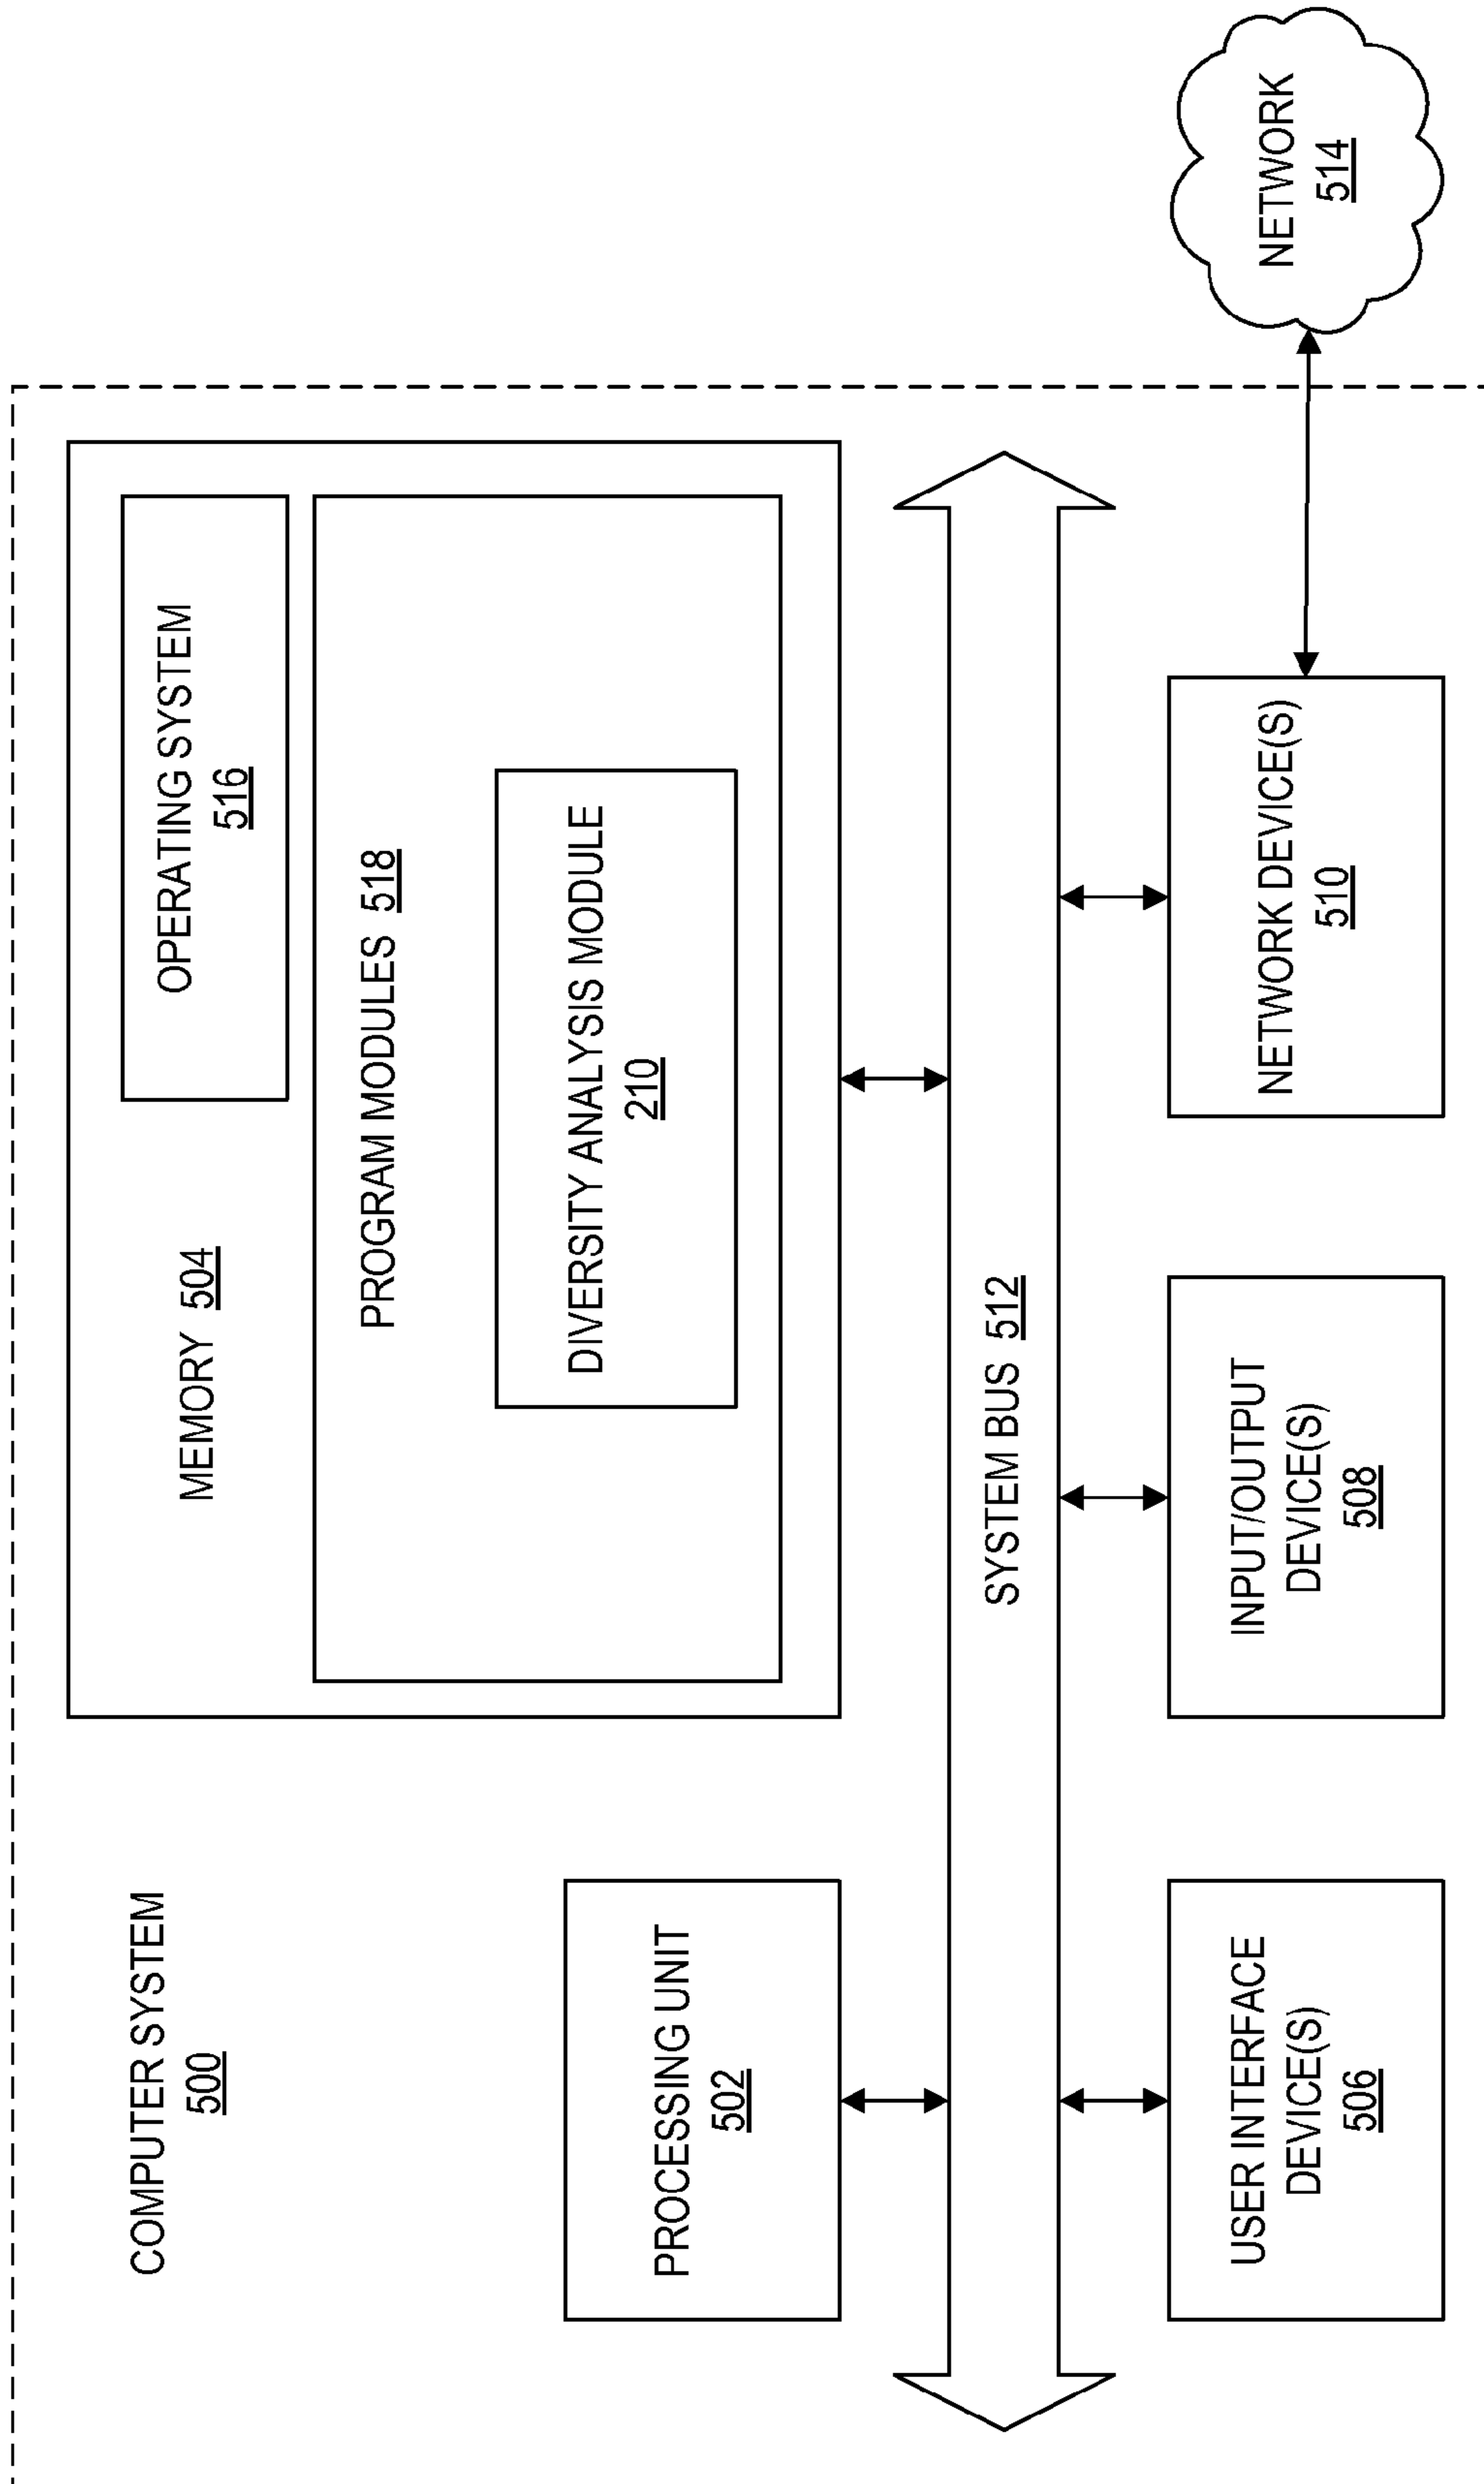 COMPUTER SYSTEM
500
MEMORY 504
OPERATING SYSTEM
516
PROGRAM MODULES 518
DIVERSITY ANALYSIS MODULE
210
PROCESSING UNIT
502
SYSTEM BUS 512
USER INTERFACE
DEVICE(S)
506
INPUT/OUTPUT
DEVICE(S)
508
NETWORK DEVICE(S)
510
NETWORK
514